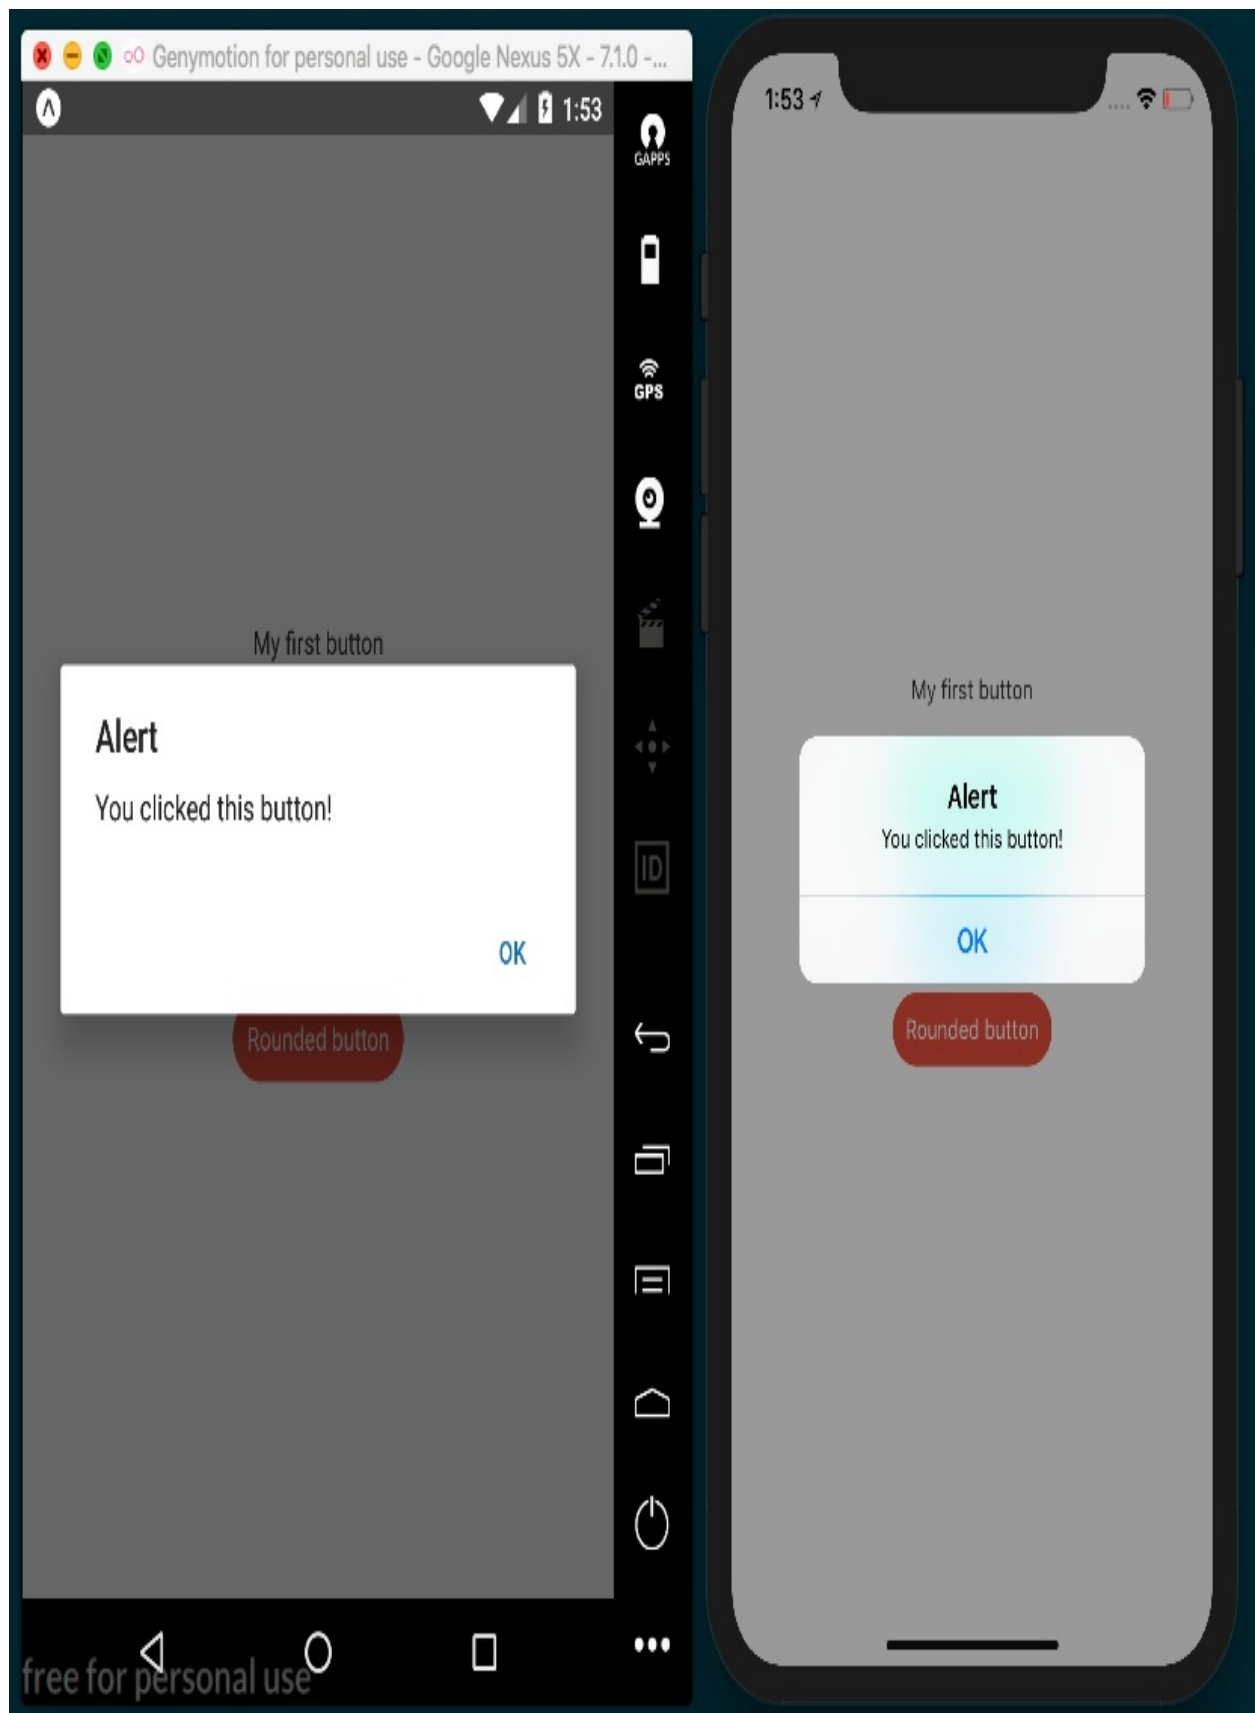 Genymotion for personal use - Google Nexus 5X - 7.1.0 -...
1:53
GAPPS
GPS
ID
My first button
Alert
You clicked this button!
OK
Rounded button
free for personal use
1:53
My first button
Alert
You clicked this button!
OK
Rounded button